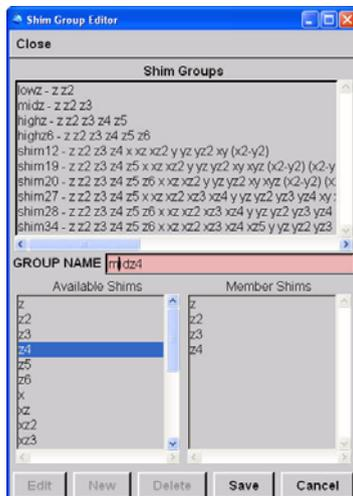 Shim Group Editor
Close
Shim Groups
lowz - z z2
midz - z z2 z3
highz - z z2 z3 z4 z5
highz6 - z z2 z3 z4 z5 z6
shim12 - z z2 z3 z4 x xz xz2 y yz yz2 xy (x2-y2)
shim19 - z z2 z3 z4 z5 x xz xz2 y yz yz2 xy xyz (x2-y2) (x2-y
shim20 - z z2 z3 z4 z5 z6 x xz xz2 y yz yz2 xy xyz (x2-y2) (x
shim27 - z z2 z3 z4 z5 x xz xz2 xz3 xz4 y yz yz2 yz3 yz4 xy
shim28 - z z2 z3 z4 z5 z6 x xz xz2 xz3 xz4 y yz yz2 yz3 yz4
shim34 - z z2 z3 z4 z5 z6 x xz xz2 xz3 xz4 xz5 y yz yz2 yz3
GROUP NAME midz4
Available Shims
z
z2
z3
z4
z5
z6
x
xz
xz2
xz3
Member Shims
z
z2
z3
z4
Edit New Delete Save Cancel